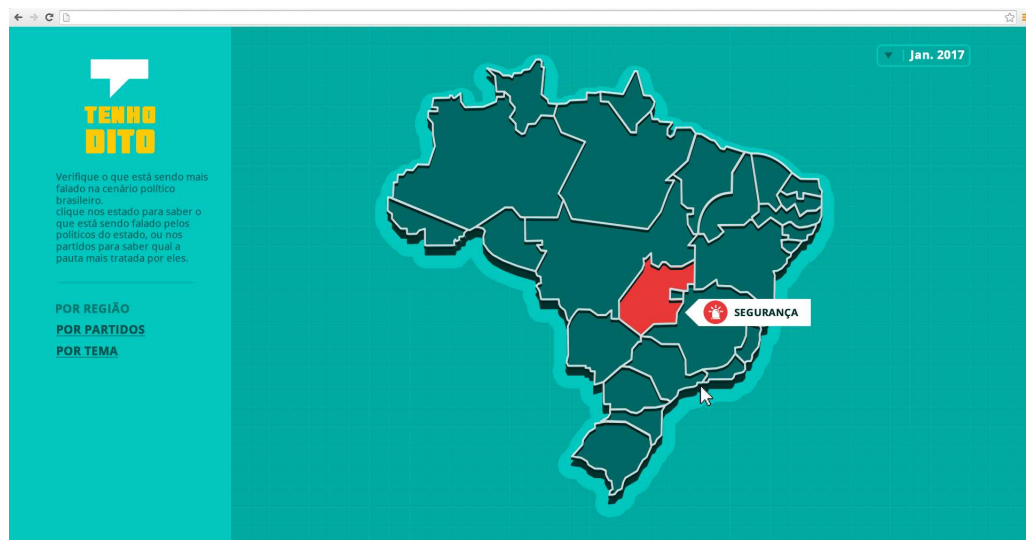 TENHO
DITO
Verifique o que está sendo mais
falado na cenário político
brasileiro.
clique nos estado para saber o
que está sendo falado pelos
políticos do estado, ou nos
partidos para saber qual a
pauta mais tratada por eles.
POR REGIÃO
POR PARTIDOS
POR TEMA
Jan. 2017
SEGURANÇA